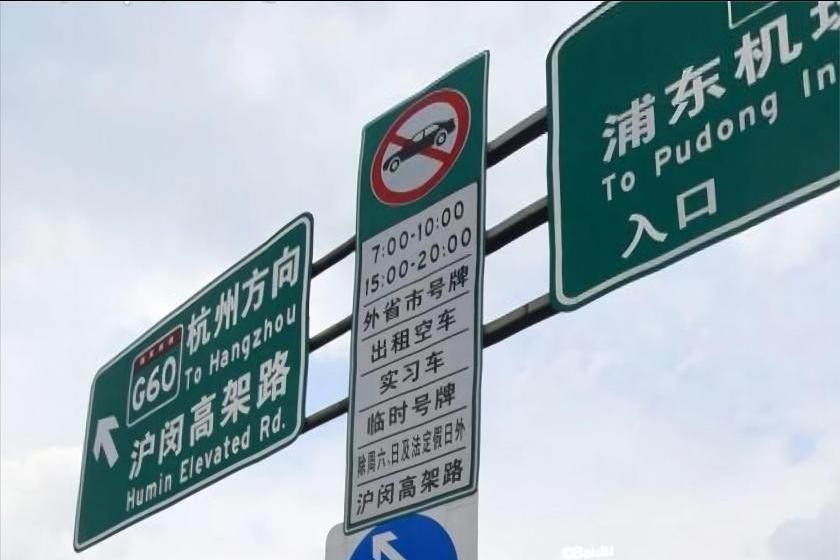 G60
杭州方向
To Hangzhou
沪闵高架路
Humin Elevated Rd.
7:00-10:00
15:00-20:00
外省市号牌
出租空车
实习车
临时号牌
除周六、日及法定假日外
沪闵高架路
浦东机场
To Pudong In
入口
©Baidu